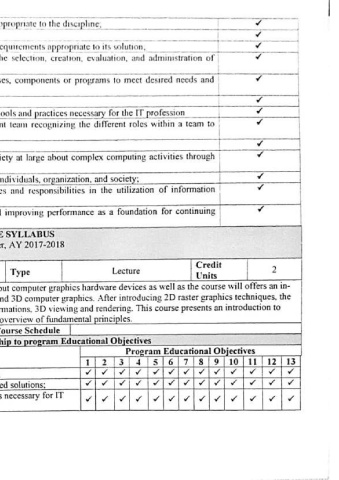 appropriate to the discipline; ✓
✓
requirements appropriate to its solution; ✓
he selection, creation, evaluation, and administration of ✓
ses, components or programs to meet desired needs and ✓
✓
ools and practices necessary for the IT profession ✓
nt team recognizing the different roles within a team to ✓
✓
iety at large about complex computing activities through ✓
ndividuals, organization, and society; ✓
es and responsibilities in the utilization of information ✓
l improving performance as a foundation for continuing ✓
E SYLLABUS
er, AY 2017-2018
Type Lecture Credit Units 2
out computer graphics hardware devices as well as the course will offers an in-
nd 3D computer graphics. After introducing 2D raster graphics techniques, the
rmations, 3D viewing and rendering. This course presents an introduction to
overview of fundamental principles.
Course Schedule
hip to program Educational Objectives
Program Educational Objectives
1 2 3 4 5 6 7 8 9 10 11 12 13
✓ ✓ ✓ ✓ ✓ ✓ ✓ ✓ ✓ ✓ ✓ ✓ ✓
ed solutions; ✓ ✓ ✓ ✓ ✓ ✓ ✓ ✓ ✓ ✓ ✓ ✓ ✓
s necessary for IT ✓ ✓ ✓ ✓ ✓ ✓ ✓ ✓ ✓ ✓ ✓ ✓ ✓